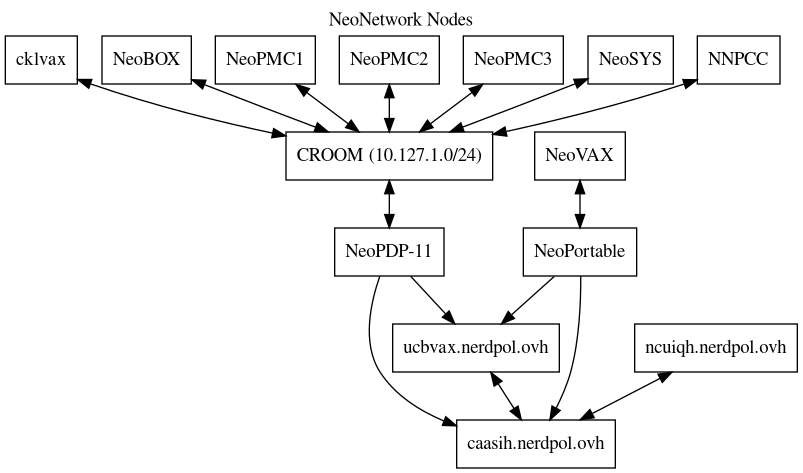 NeoNetwork Nodes
cklvax
NeoBOX
NeoPMC1
NeoPMC2
NeoPMC3
NeoSYS
NNPCC
CROOM (10.127.1.0/24)
NeoVAX
NeoPDP-11
NeoPortable
ucbvax.nerdpol.ovh
ncuiqh.nerdpol.ovh
caasih.nerdpol.ovh